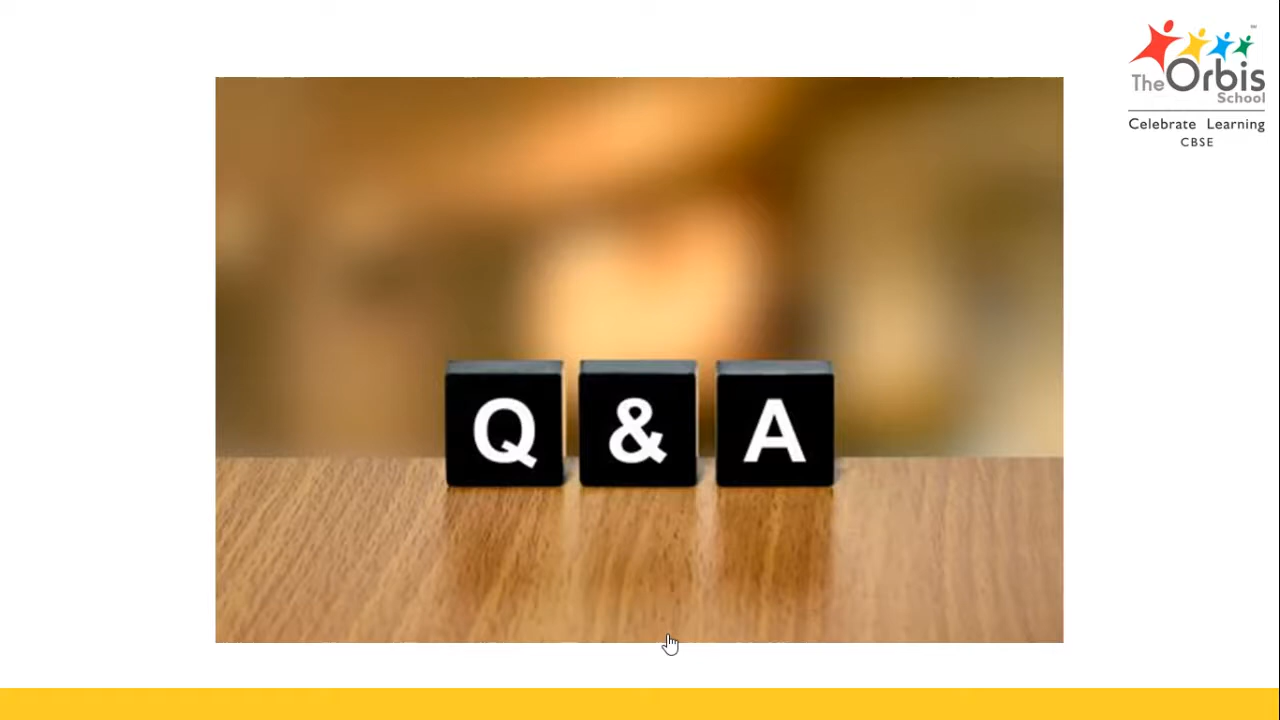 The Orbis
School
Celebrate Learning
CBSE
Q & A